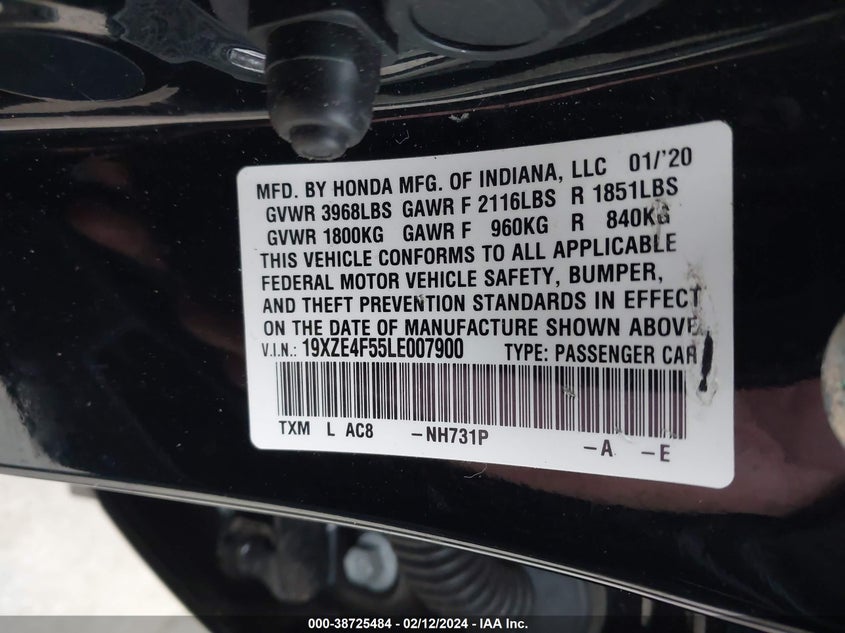 MFD. BY HONDA MFG. OF INDIANA, LLC 01/'20
GVWR 3968LBS GAWR F 2116LBS R 1851LBS
GVWR 1800KG GAWR F 960KG R 840KG
THIS VEHICLE CONFORMS TO ALL APPLICABLE
FEDERAL MOTOR VEHICLE SAFETY, BUMPER,
AND THEFT PREVENTION STANDARDS IN EFFECT
ON THE DATE OF MANUFACTURE SHOWN ABOVE.
V.I.N.: 19XZE4F55LE007900 TYPE: PASSENGER CAR
TXM L AC8 -NH731P -A -E
000-38725484 - 02/12/2024 - IAA Inc.